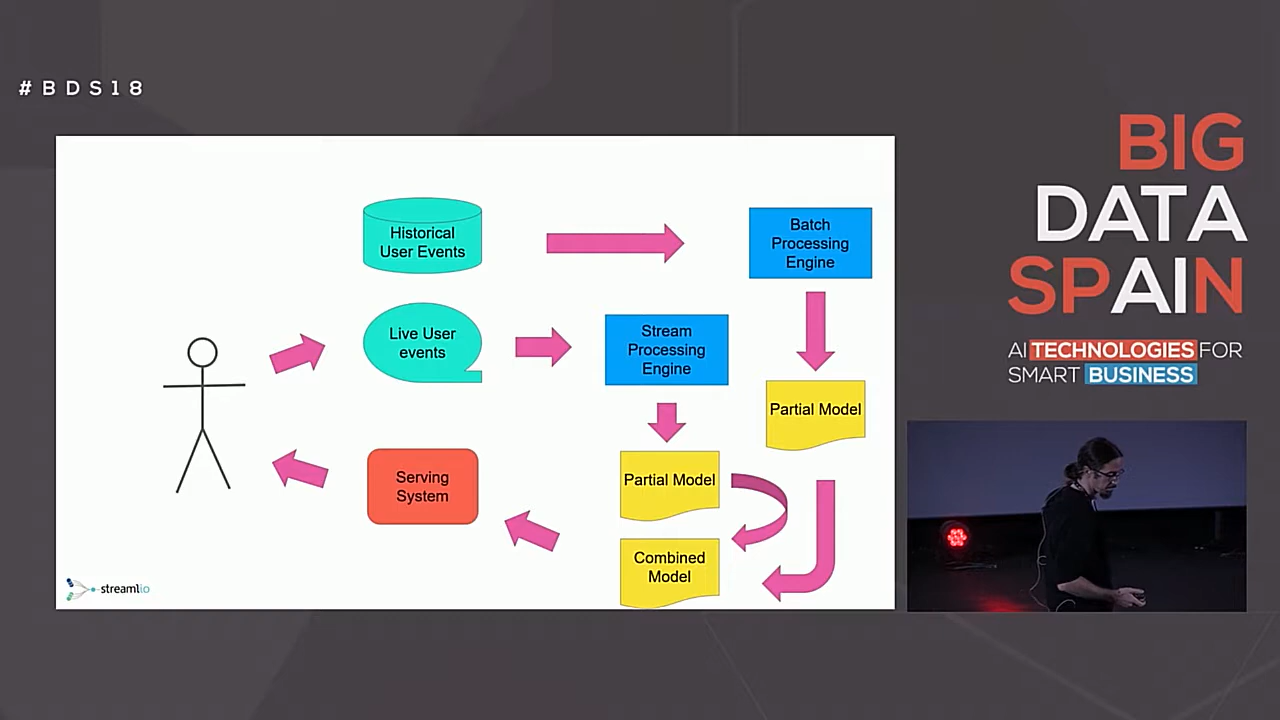 #BDS18
BIG
DATA
SPAIN
AI TECHNOLOGIES FOR
SMART BUSINESS
Historical
User Events
Batch
Processing
Engine
Live User
events
Stream
Processing
Engine
Partial Model
Serving
System
Partial Model
Combined
Model
streamlio